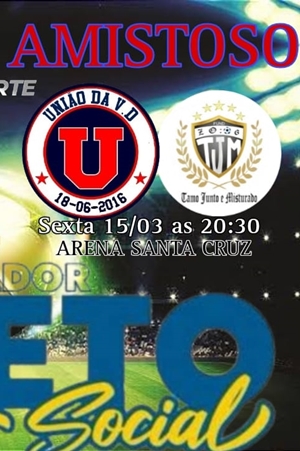 AMISTOSO
RTE
UNIÃO DA V.D
U
18-06-2016
TJM
Tamo Junto e Misturado
Sexta 15/03 as 20:30
ARENA SANTA CRUZ
DOR
ETO
Social